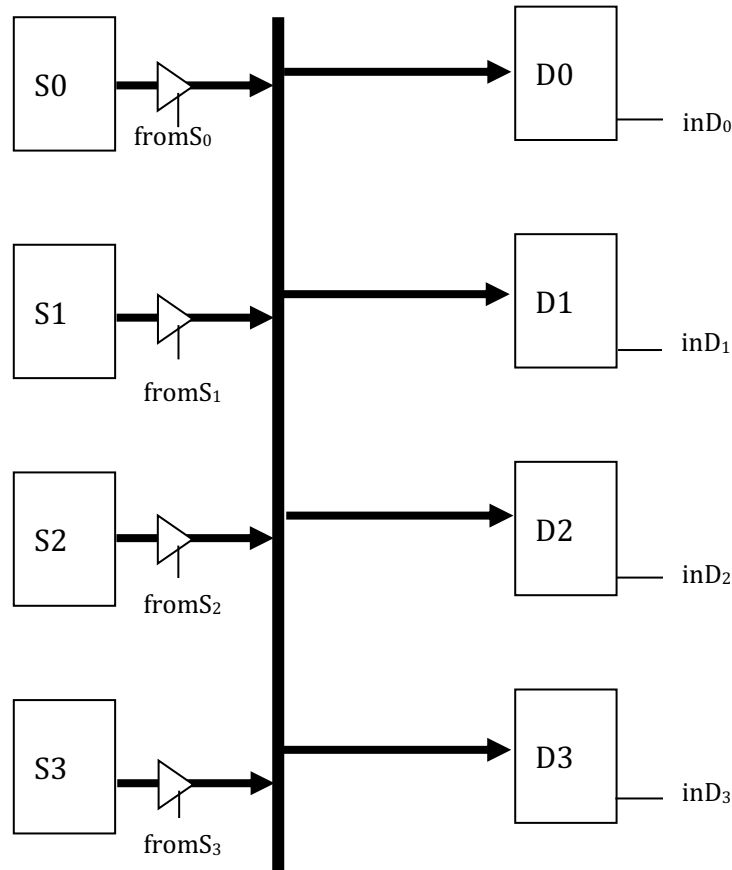 S0
fromS₀
D0
inD₀
S1
fromS₁
D1
inD₁
S2
fromS₂
D2
inD₂
S3
fromS₃
D3
inD₃